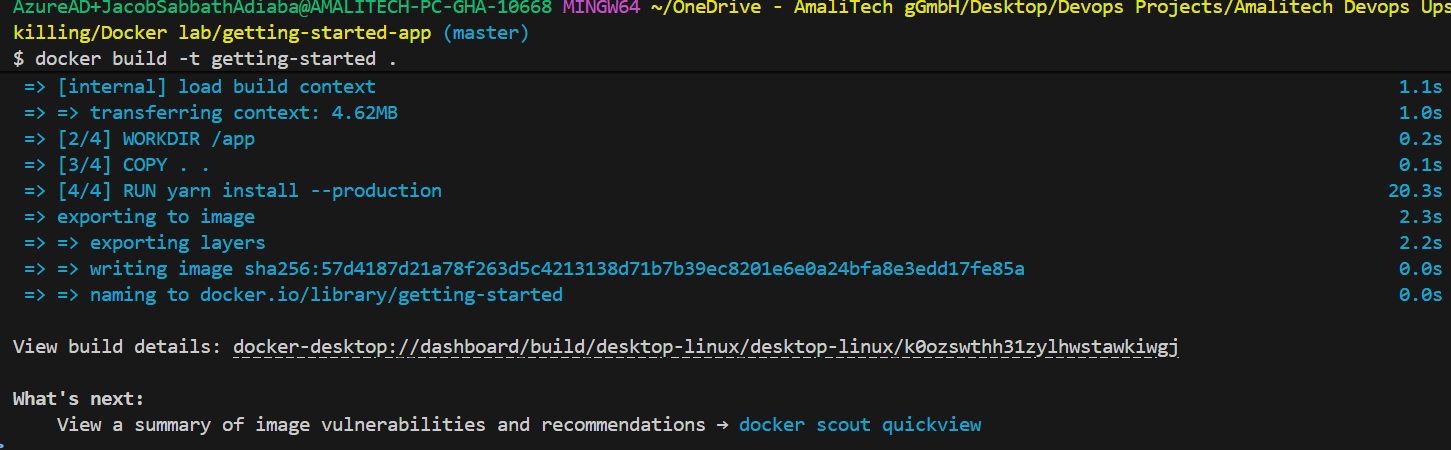 AzureAD+JacobSabbathAdiaba@AMALITECH-PC-GHA-10668 MINGW64 ~/OneDrive - AmaliTech gGmbH/Desktop/Devops Projects/Amalitech Devops Ups
killing/Docker lab/getting-started-app (master)
$ docker build -t getting-started .
=> [internal] load build context 1.1s
=> => transferring context: 4.62MB 1.0s
=> [2/4] WORKDIR /app 0.2s
=> [3/4] COPY . . 0.1s
=> [4/4] RUN yarn install --production 20.3s
=> exporting to image 2.3s
=> => exporting layers 2.2s
=> => writing image sha256:57d4187d21a78f263d5c4213138d71b7b39ec8201e6e0a24bfa8e3edd17fe85a 0.0s
=> => naming to docker.io/library/getting-started 0.0s
View build details: docker-desktop://dashboard/build/desktop-linux/desktop-linux/k0ozswthh31zylhwstawkiwgj
What's next:
View a summary of image vulnerabilities and recommendations → docker scout quickview